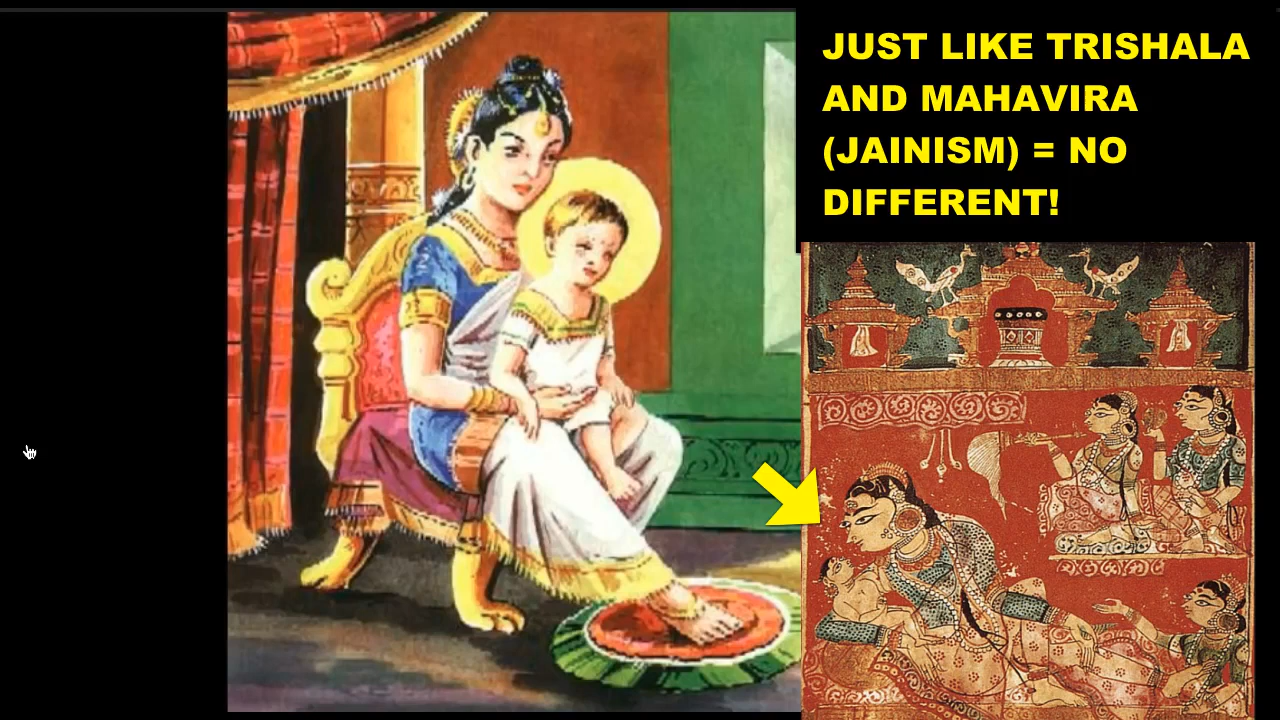 JUST LIKE TRISHALA
AND MAHAVIRA
(JAINISM) = NO
DIFFERENT!